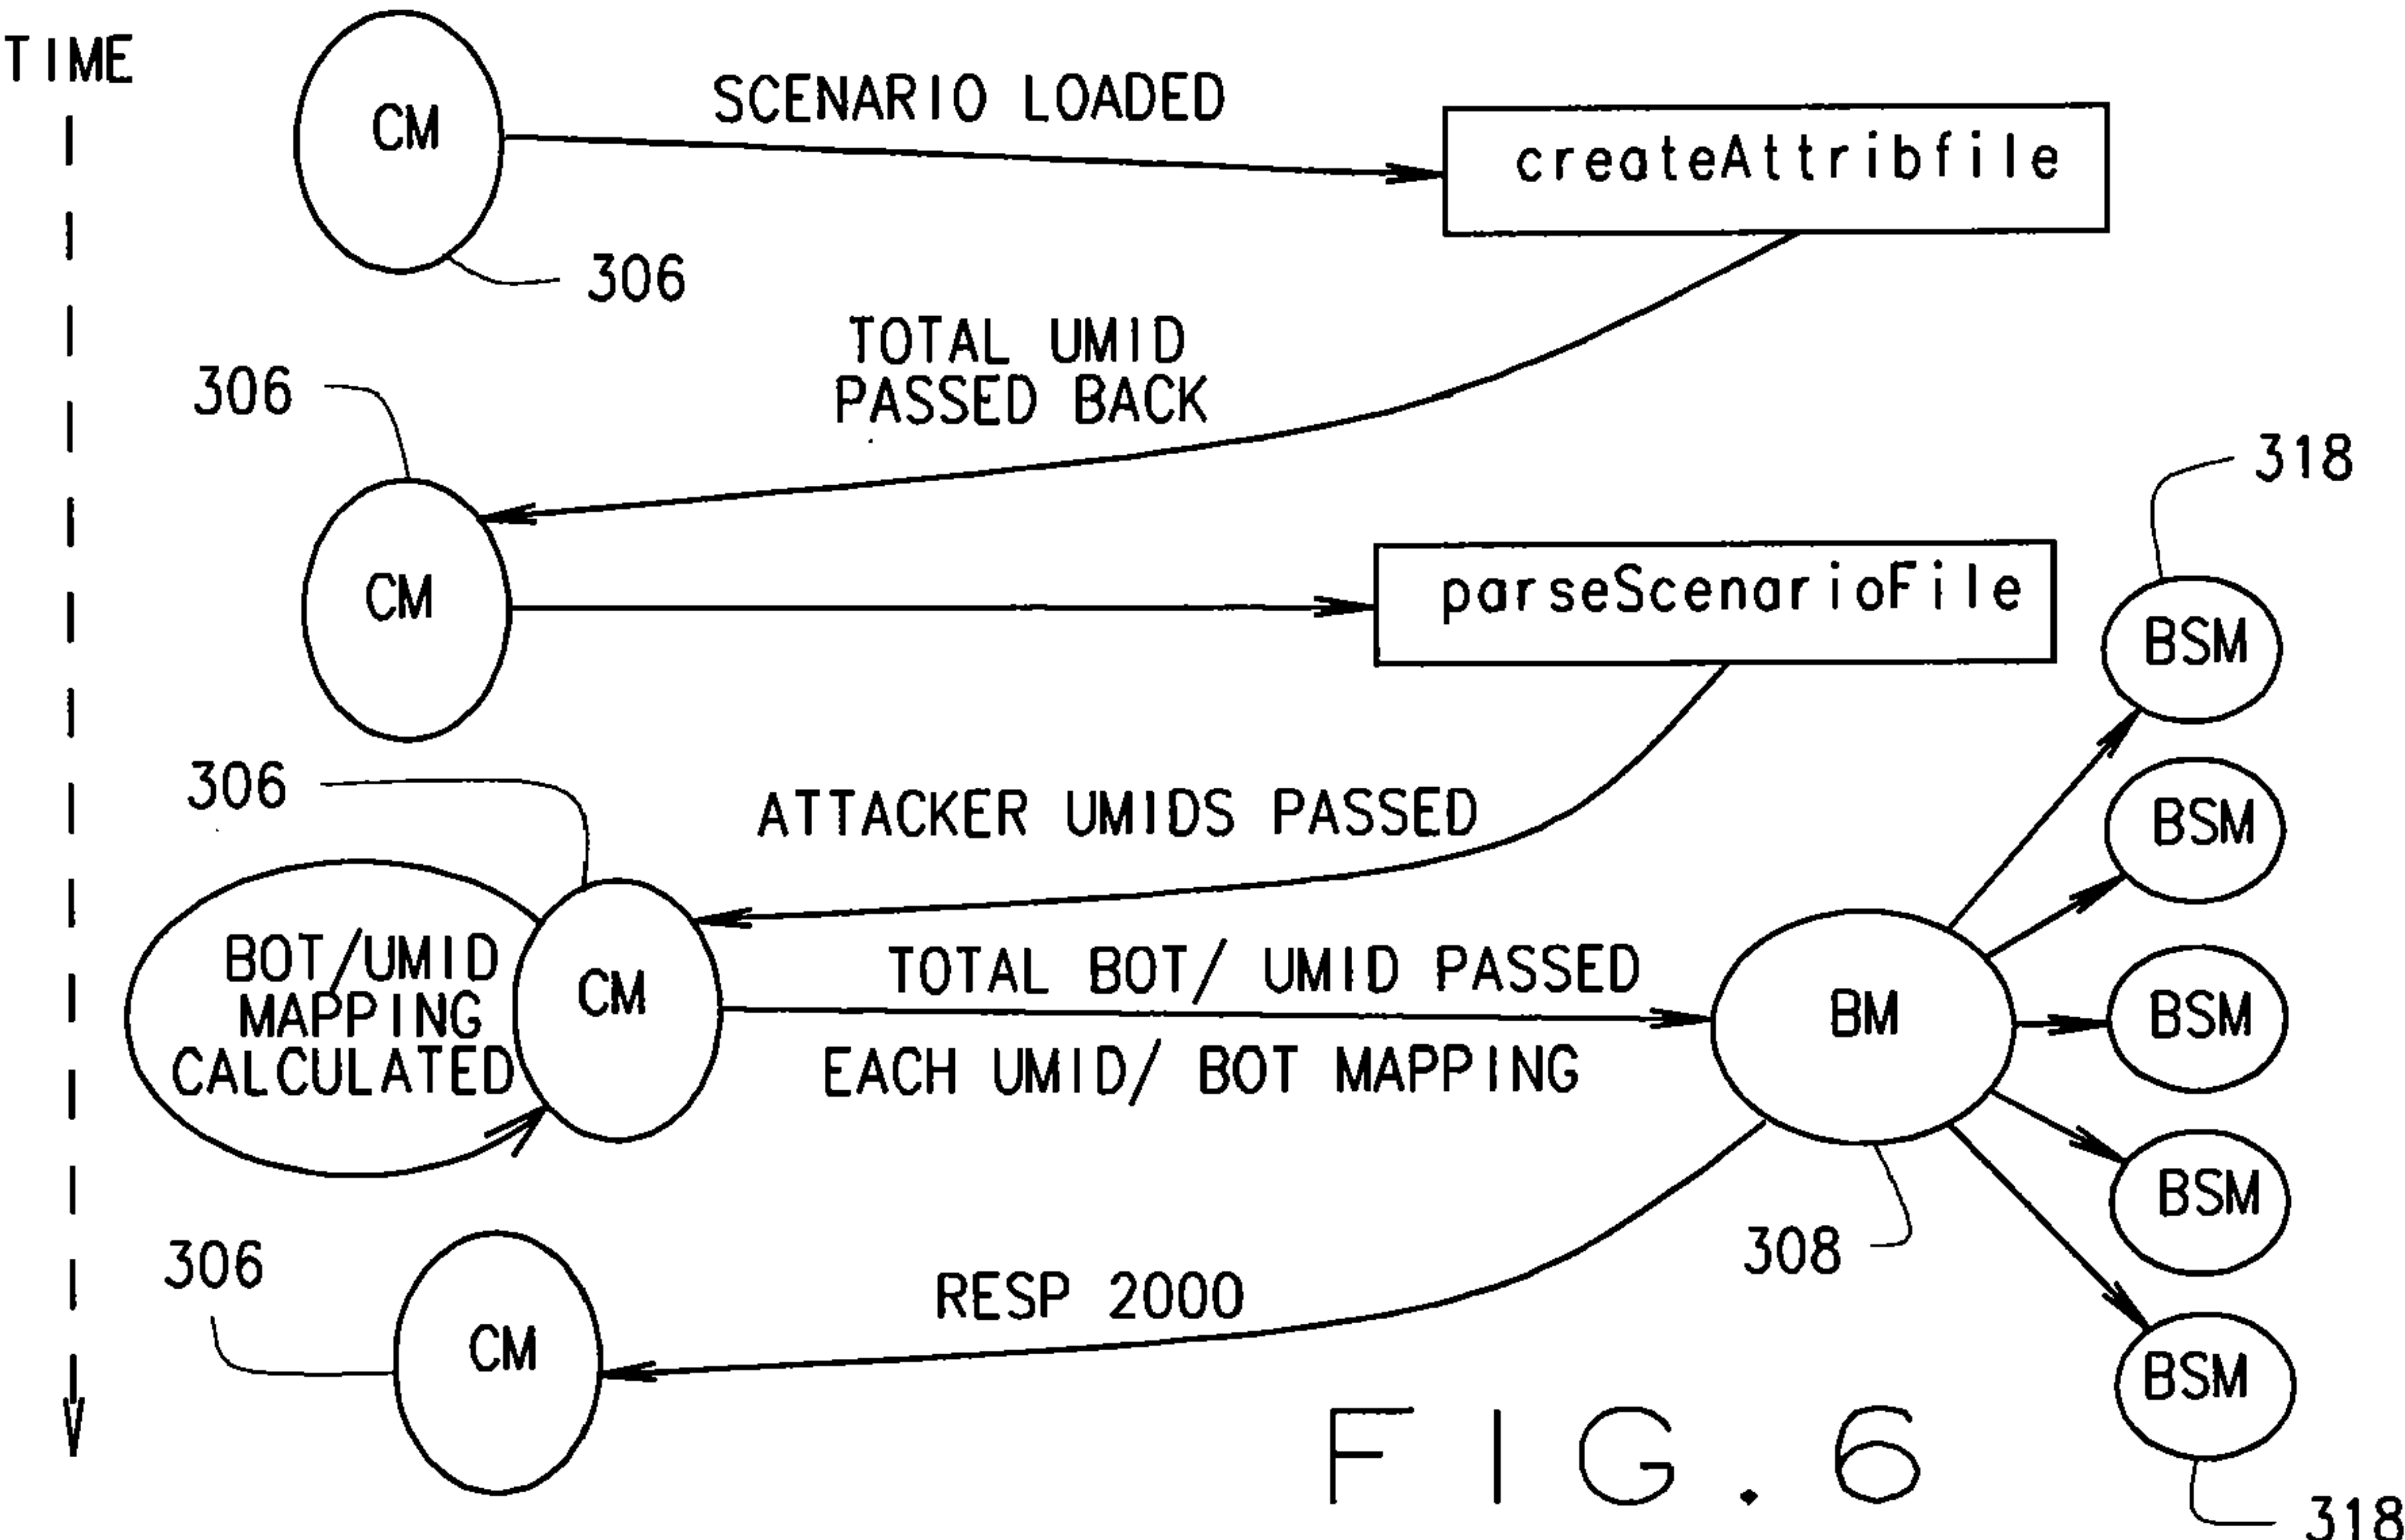 TIME
CM
SCENARIO LOADED
createAttribfile
306
TOTAL UMID
PASSED BACK
306
318
CM
parseScenarioFile
BSM
306
ATTACKER UMIDS PASSED
BSM
BOT/UMID
MAPPING
CALCULATED
CM
TOTAL BOT/ UMID PASSED
EACH UMID/ BOT MAPPING
BM
BSM
BSM
308
306
RESP 2000
CM
BSM
FIG.6
318